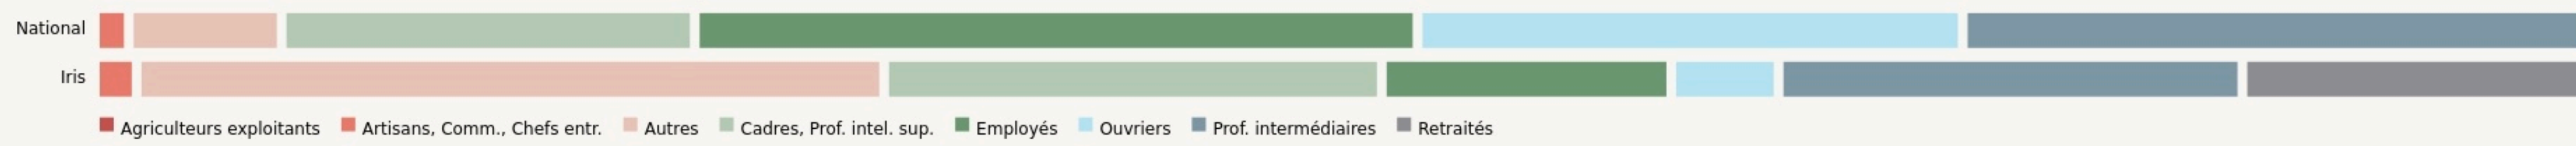 National
Iris
Agriculteurs exploitants Artisans, Comm., Chefs entr. Autres Cadres, Prof. intel. sup. Employés Ouvriers Prof. intermédiaires Retraités